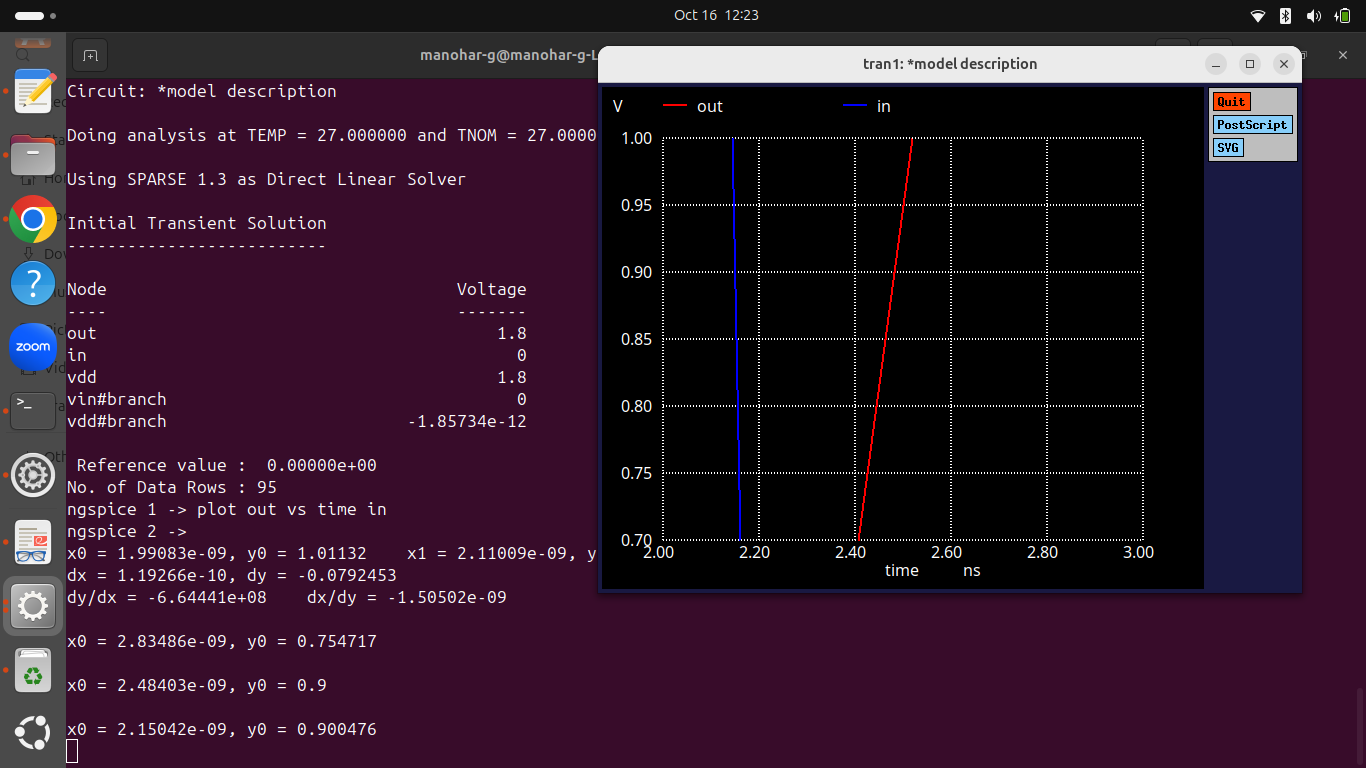 Oct 16 12:23
manohar-g@manohar-g-L
Circuit: *model description
Doing analysis at TEMP = 27.000000 and TNOM = 27.0000
Using SPARSE 1.3 as Direct Linear Solver
Initial Transient Solution
--------------------------
Node Voltage
---- -------
out 1.8
in 0
vdd 1.8
vin#branch 0
vdd#branch -1.85734e-12
Reference value : 0.00000e+00
No. of Data Rows : 95
ngspice 1 -> plot out vs time in
ngspice 2 ->
x0 = 1.99083e-09, y0 = 1.01132 x1 = 2.11009e-09, y
dx = 1.19266e-10, dy = -0.0792453
dy/dx = -6.64441e+08 dx/dy = -1.50502e-09
x0 = 2.83486e-09, y0 = 0.754717
x0 = 2.48403e-09, y0 = 0.9
x0 = 2.15042e-09, y0 = 0.900476
zoom
tran1: *model description
V out in
Quit
PostScript
SVG
1.00
0.95
0.90
0.85
0.80
0.75
0.70
2.00 2.20 2.40 2.60 2.80 3.00
time ns